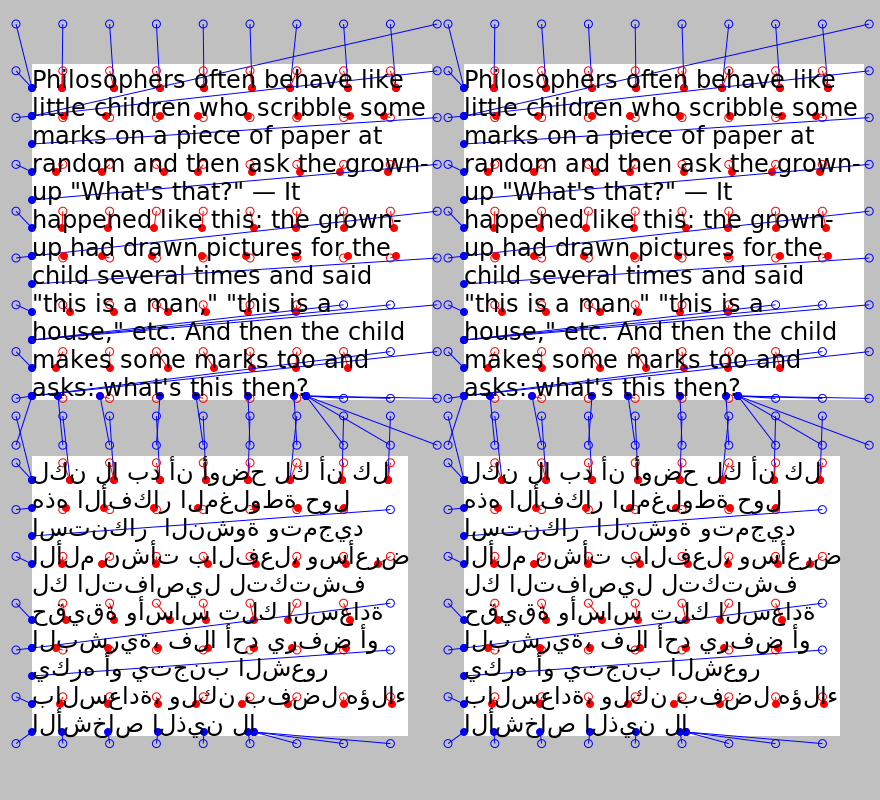 Philosophers often behave like
little children who scribble some
marks on a piece of paper at
random and then ask the grown-
up "What's that?" — It
happened like this: the grown-
up had drawn pictures for the
child several times and said
"this is a man," "this is a
house," etc. And then the child
makes some marks too and
asks: what's this then?
Philosophers often behave like
little children who scribble some
marks on a piece of paper at
random and then ask the grown-
up "What's that?" — It
happened like this: the grown-
up had drawn pictures for the
child several times and said
"this is a man," "this is a
house," etc. And then the child
makes some marks too and
asks: what's this then?
لكن لا بد أن أوضح لك أن كل
هذه الأفكار المغلوطة حول
استنكار  النشوة وتمجيد
الألم نشأت بالفعل، وسأعرض
لك التفاصيل لتكتشف
حقيقة وأساس تلك السعادة
البشرية، فلا أحد يرفض أو
يكره أو يتجنب الشعور
بالسعادة، ولكن بفضل هؤلاء
الأشخاص الذين لا
لكن لا بد أن أوضح لك أن كل
هذه الأفكار المغلوطة حول
استنكار  النشوة وتمجيد
الألم نشأت بالفعل، وسأعرض
لك التفاصيل لتكتشف
حقيقة وأساس تلك السعادة
البشرية، فلا أحد يرفض أو
يكره أو يتجنب الشعور
بالسعادة، ولكن بفضل هؤلاء
الأشخاص الذين لا